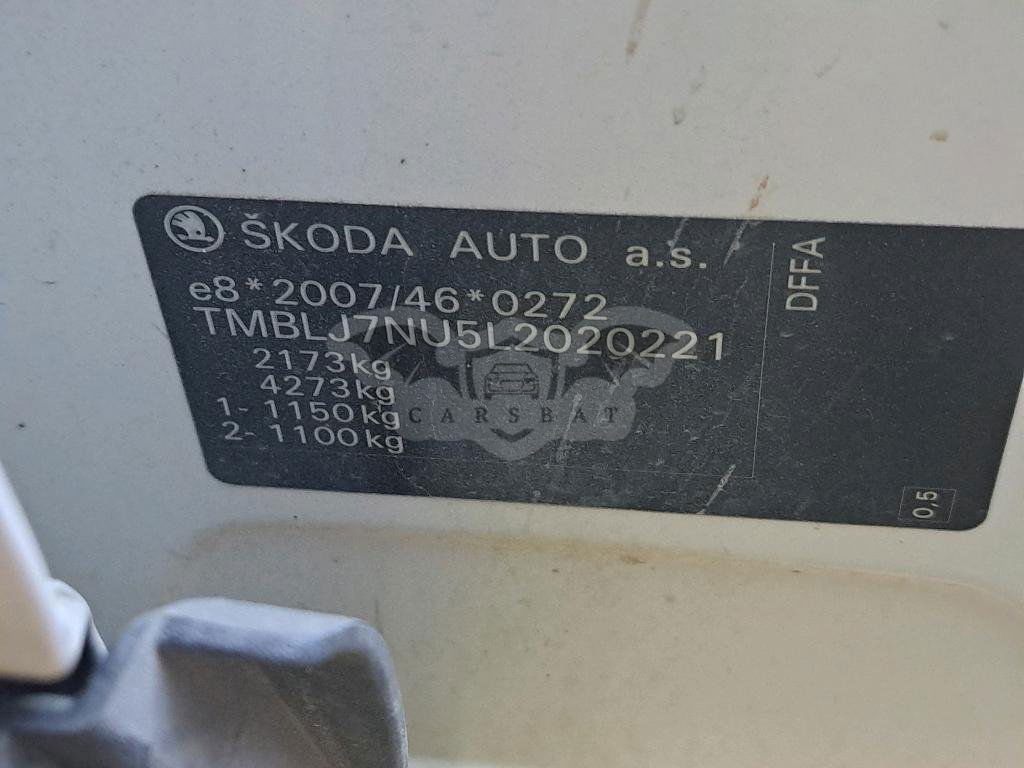 ŠKODA AUTO a.s.
e8*2007/46*0272
TMBLJ7NU5L2020221
2173kg
4273kg
1- 1150kg
2- 1100kg
DFFA
0,5
CARSBAT